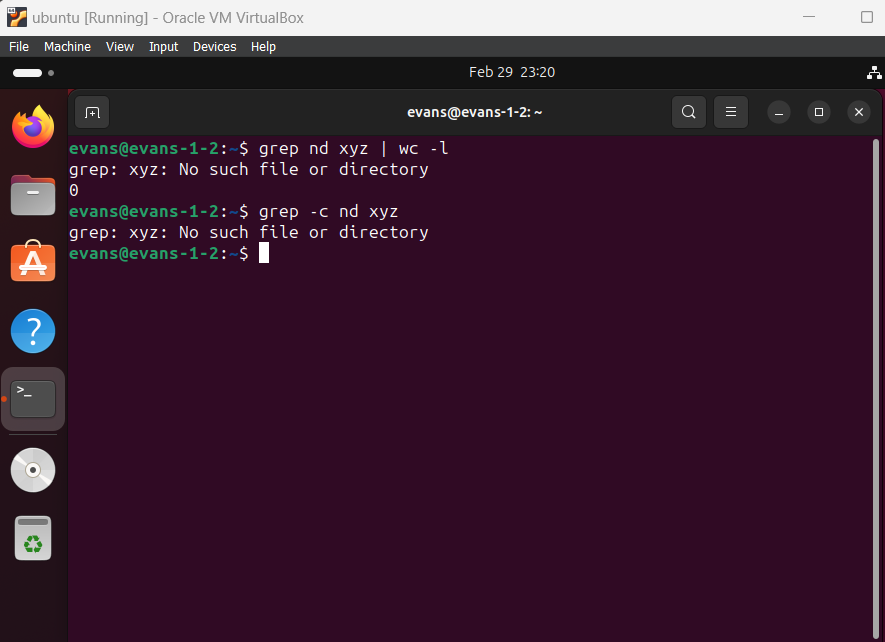 ubuntu [Running] - Oracle VM VirtualBox
File Machine View Input Devices Help
Feb 29 23:20
evans@evans-1-2: ~
evans@evans-1-2:~$ grep nd xyz | wc -l
grep: xyz: No such file or directory
0
evans@evans-1-2:~$ grep -c nd xyz
grep: xyz: No such file or directory
evans@evans-1-2:~$